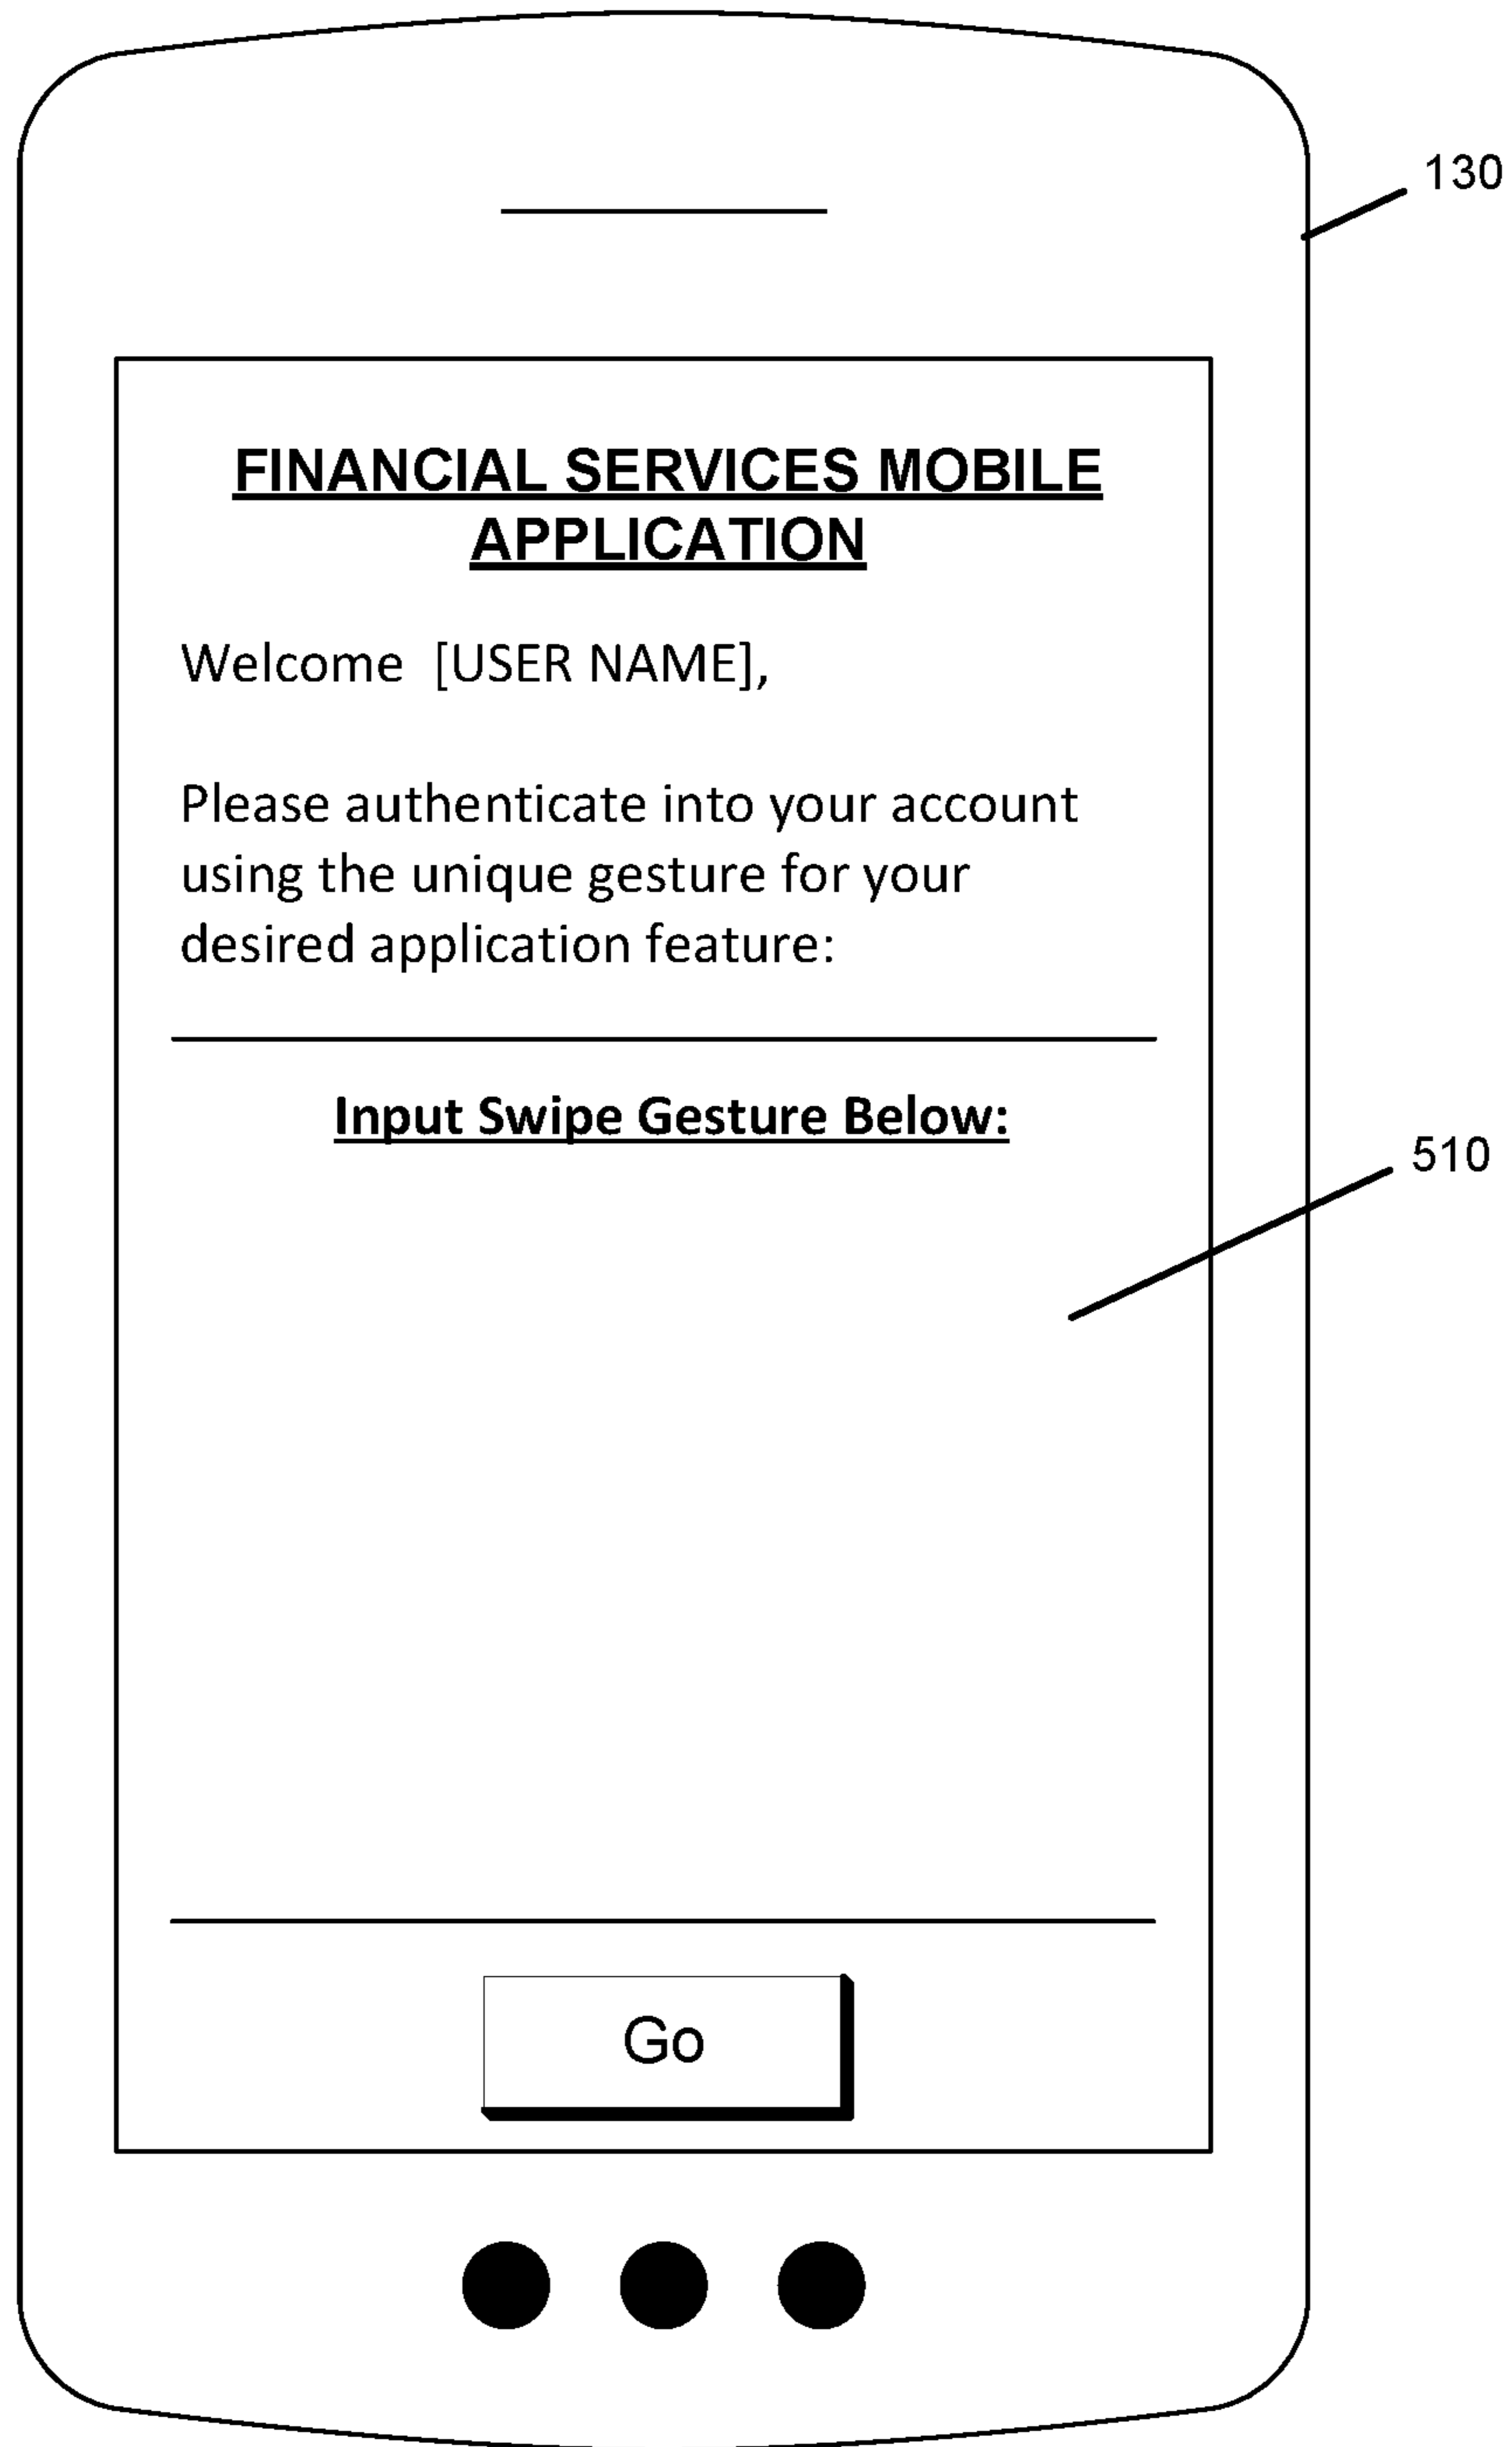 130
FINANCIAL SERVICES MOBILE
APPLICATION
Welcome  [USER NAME],
Please authenticate into your account
using the unique gesture for your
desired application feature:
Input Swipe Gesture Below:
510
Go